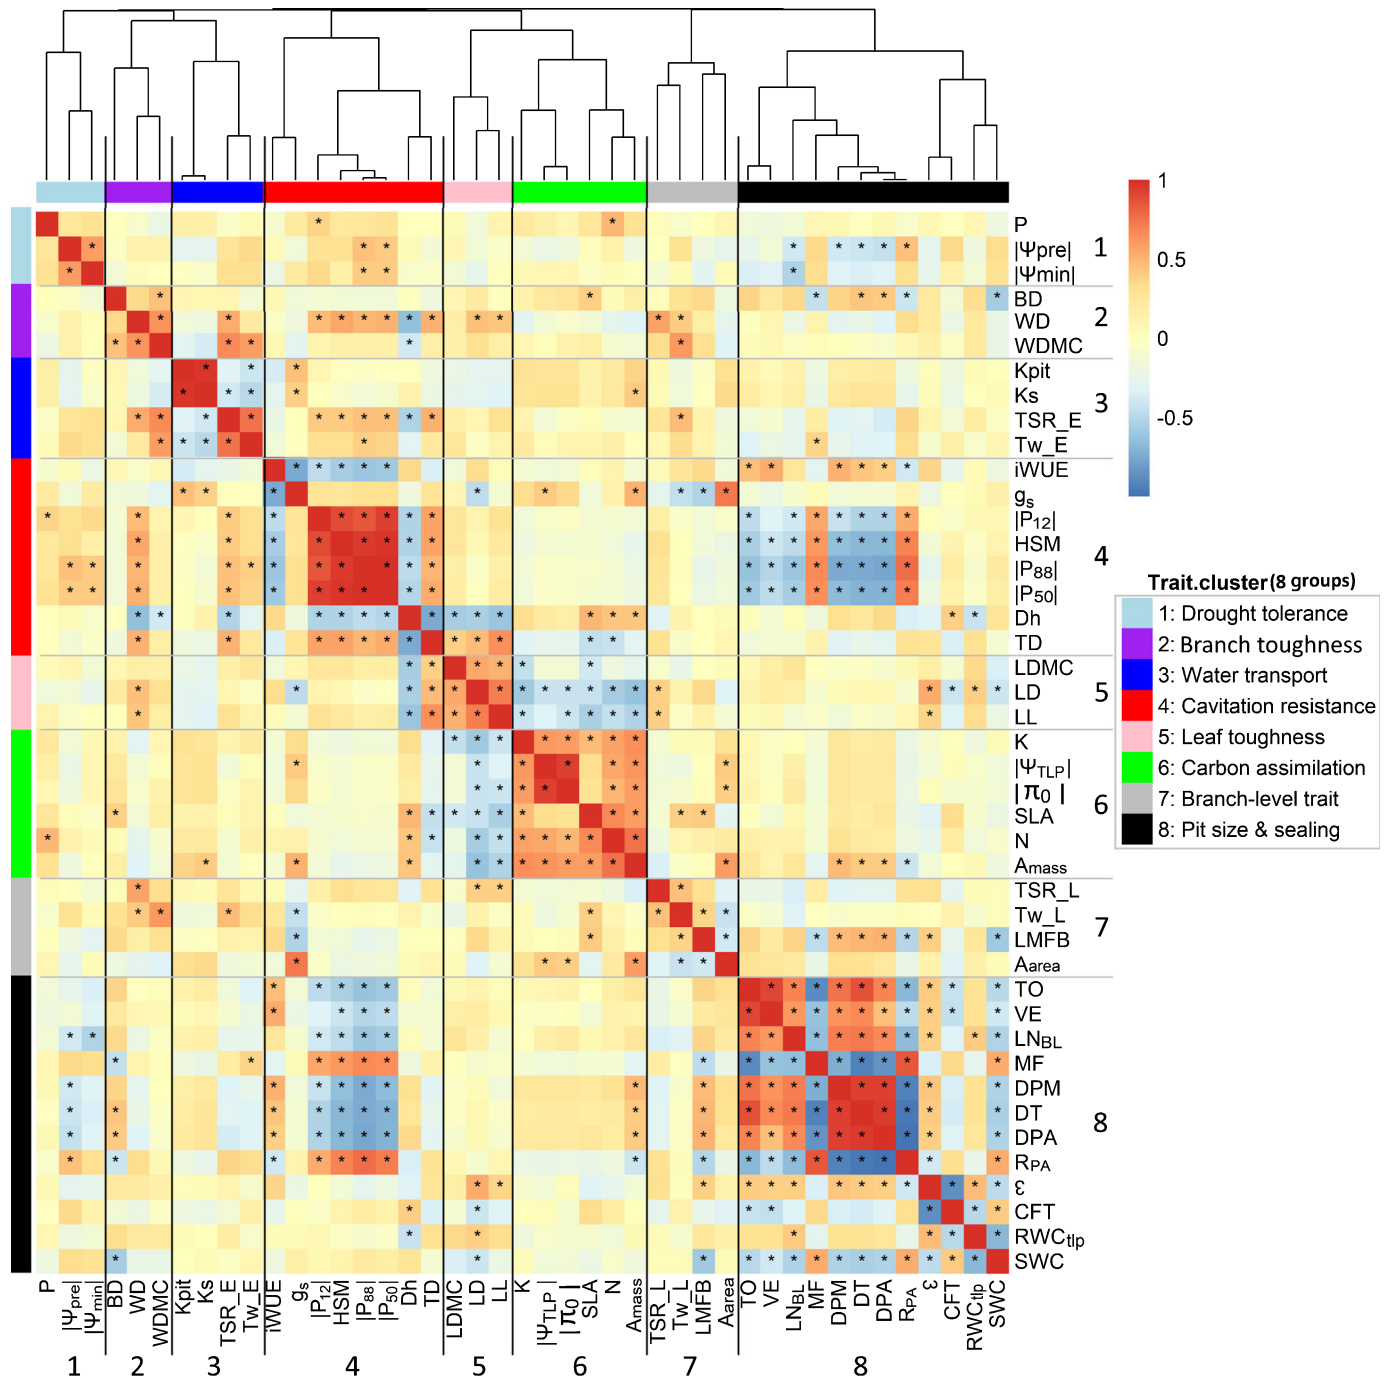 P
|Ψpre|
|Ψmin|
1
BD
WD
WDMC
2
Kpit
Ks
TSR_E
Tw_E
3
iWUE
gs
|P12|
HSM
|P88|
|P50|
Dh
TD
4
LDMC
LD
LL
5
K
|ΨTLP|
|π0|
SLA
N
Amass
6
TSR_L
Tw_L
LMFB
Aarea
7
TO
VE
LNBL
MF
DPM
DT
DPA
RPA
ε
CFT
RWCtlp
SWC
8
1
0.5
0
-0.5
Trait.cluster(8 groups)
1: Drought tolerance
2: Branch toughness
3: Water transport
4: Cavitation resistance
5: Leaf toughness
6: Carbon assimilation
7: Branch-level trait
8: Pit size & sealing
P |Ψpre| |Ψmin| BD WD WDMC Kpit Ks TSR_E Tw_E iWUE gs |P12| HSM |P88| |P50| Dh TD LDMC LD LL K |ΨTLP| |π0| SLA N Amass TSR_L Tw_L LMFB Aarea TO VE LNBL MF DPM DT DPA RPA ε CFT RWCtlp SWC
1 2 3 4 5 6 7 8